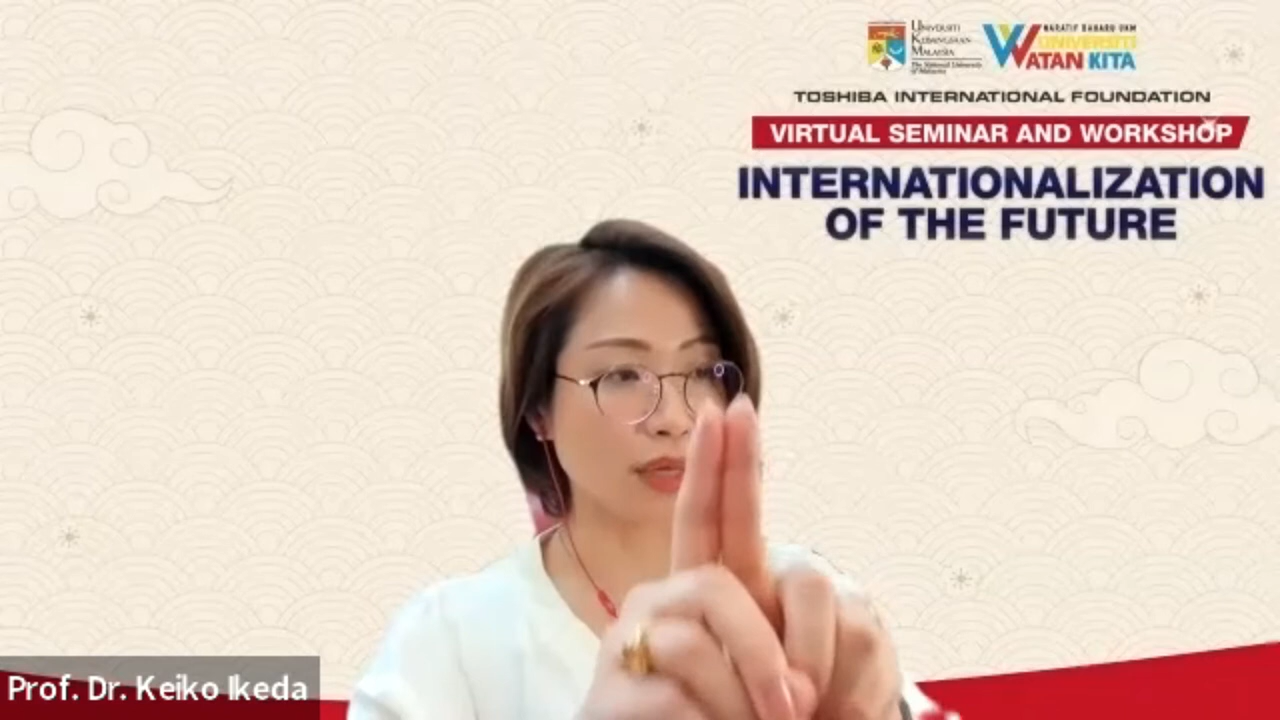 UNIVERSITI
KEBANGSAAN
MALAYSIA
The National University
of Malaysia
NARATIF BAHARU UKM
UNIVERSITI
WATAN KITA
TOSHIBA INTERNATIONAL FOUNDATION
VIRTUAL SEMINAR AND WORKSHOP
INTERNATIONALIZATION
OF THE FUTURE
Prof. Dr. Keiko Ikeda